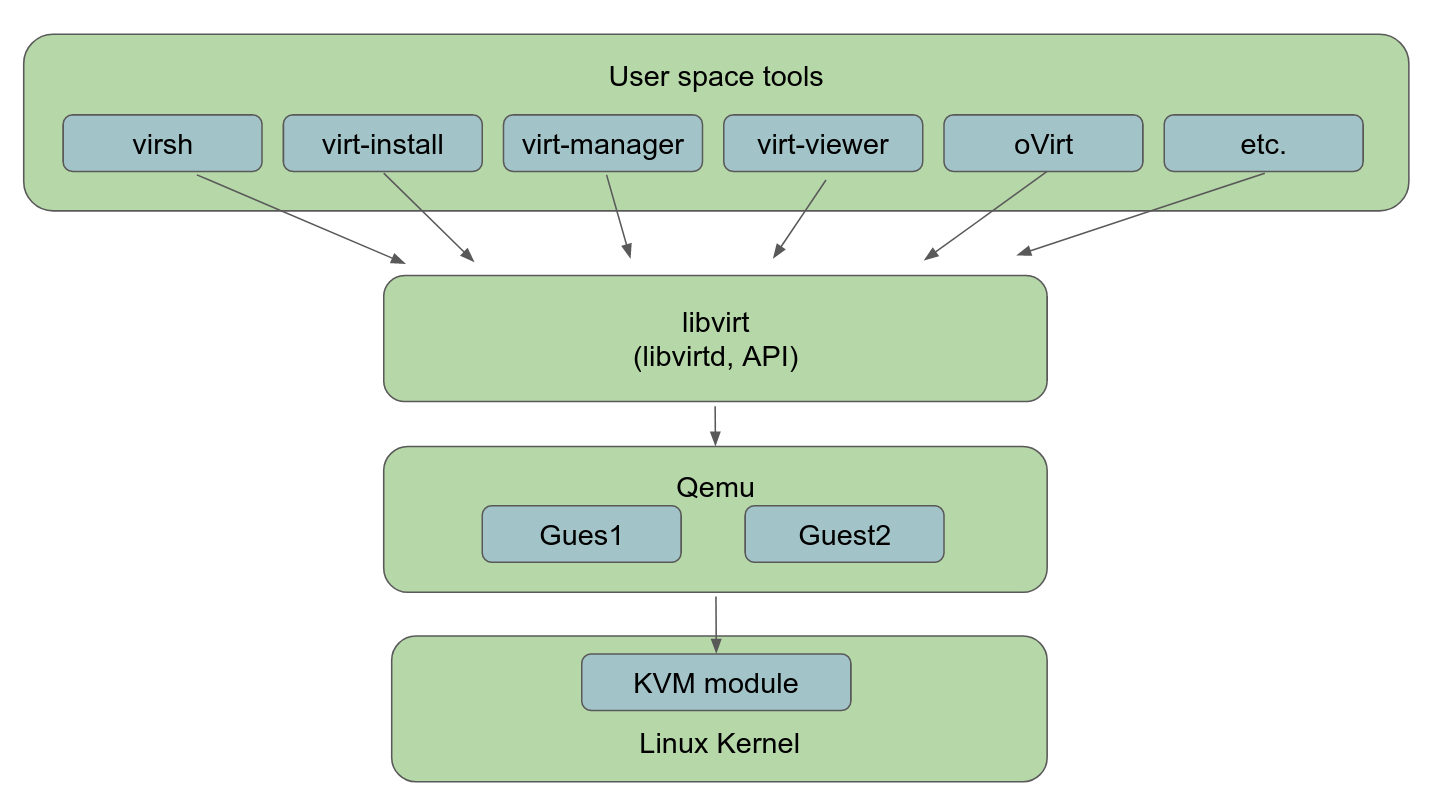 User space tools
virsh
virt-install
virt-manager
virt-viewer
oVirt
etc.
libvirt
(libvirtd, API)
Qemu
Gues1
Guest2
KVM module
Linux Kernel